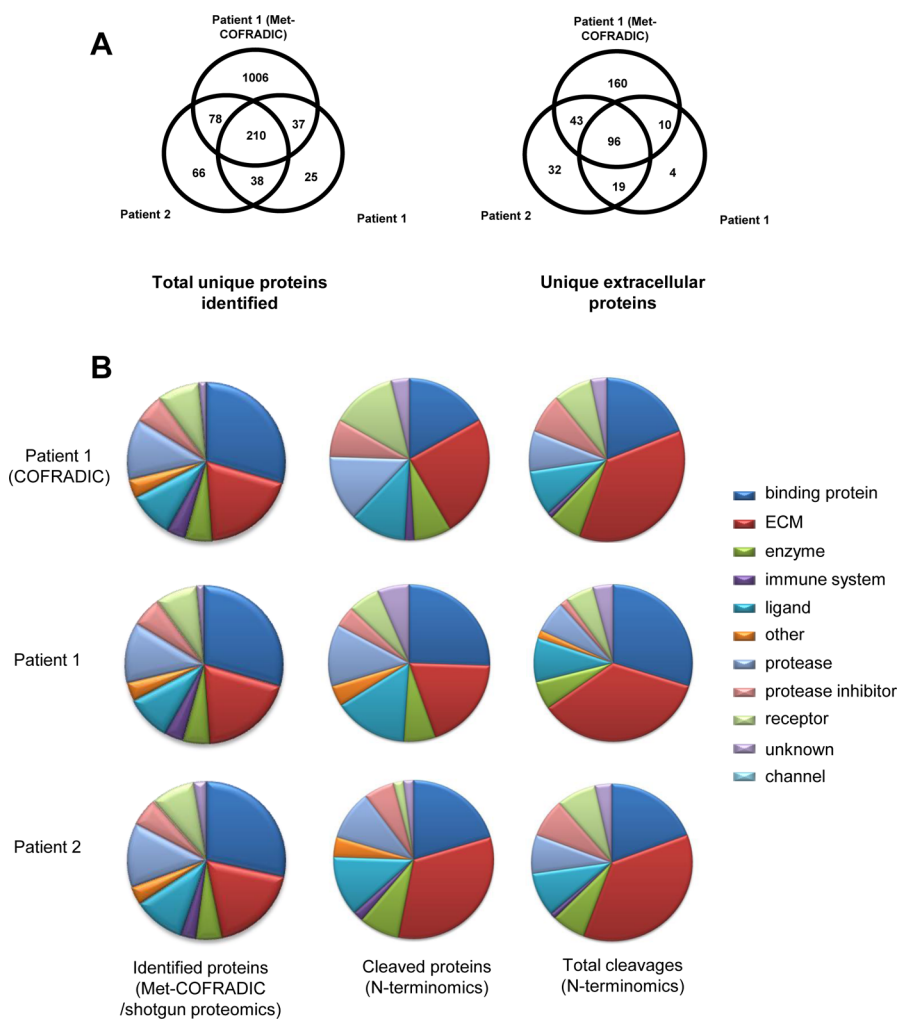 A
Patient 1 (Met-
COFRADIC)
1006
78
37
210
66
38
25
Patient 2
Patient 1
Total unique proteins
identified
Patient 1 (Met-
COFRADIC)
160
43
10
96
32
19
4
Patient 2
Patient 1
Unique extracellular
proteins
B
Patient 1
(COFRADIC)
Patient 1
Patient 2
binding protein
ECM
enzyme
immune system
ligand
other
protease
protease inhibitor
receptor
unknown
channel
Identified proteins
(Met-COFRADIC
/shotgun proteomics)
Cleaved proteins
(N-terminomics)
Total cleavages
(N-terminomics)